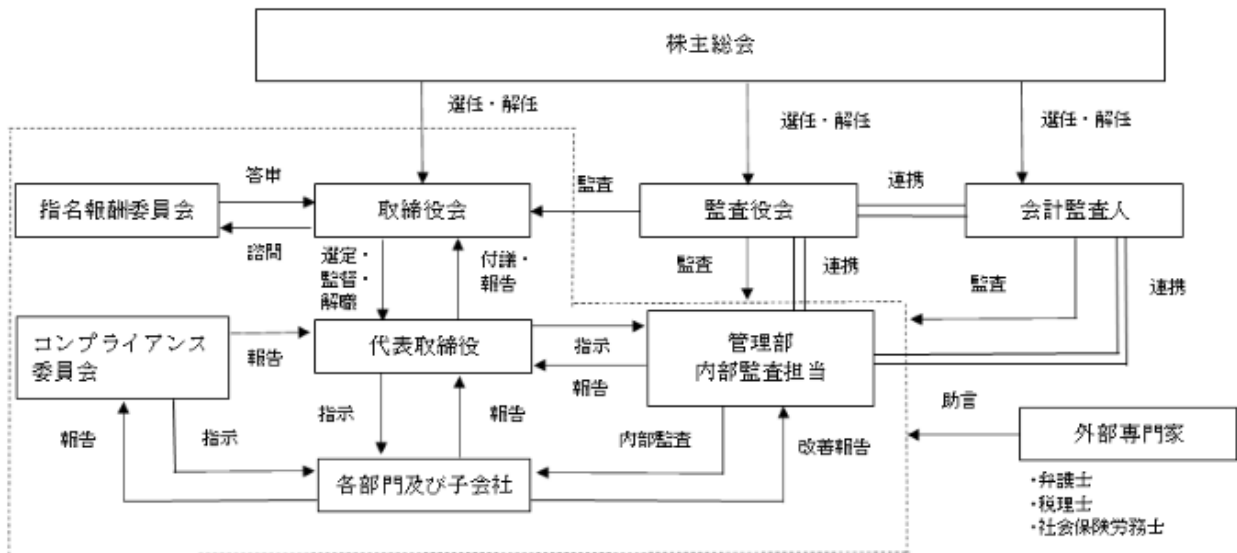 株主総会
選任・解任
選任・解任
選任・解任
指名報酬委員会
答申
諮問
取締役会
監査
監査役会
連携
会計監査人
選定・
監督・
解職
付議・
報告
監査
連携
監査
連携
コンプライアンス
委員会
報告
代表取締役
指示
報告
管理部
内部監査担当
報告
指示
指示
報告
内部監査
改善報告
助言
外部専門家
各部門及び子会社
・弁護士
・税理士
・社会保険労務士